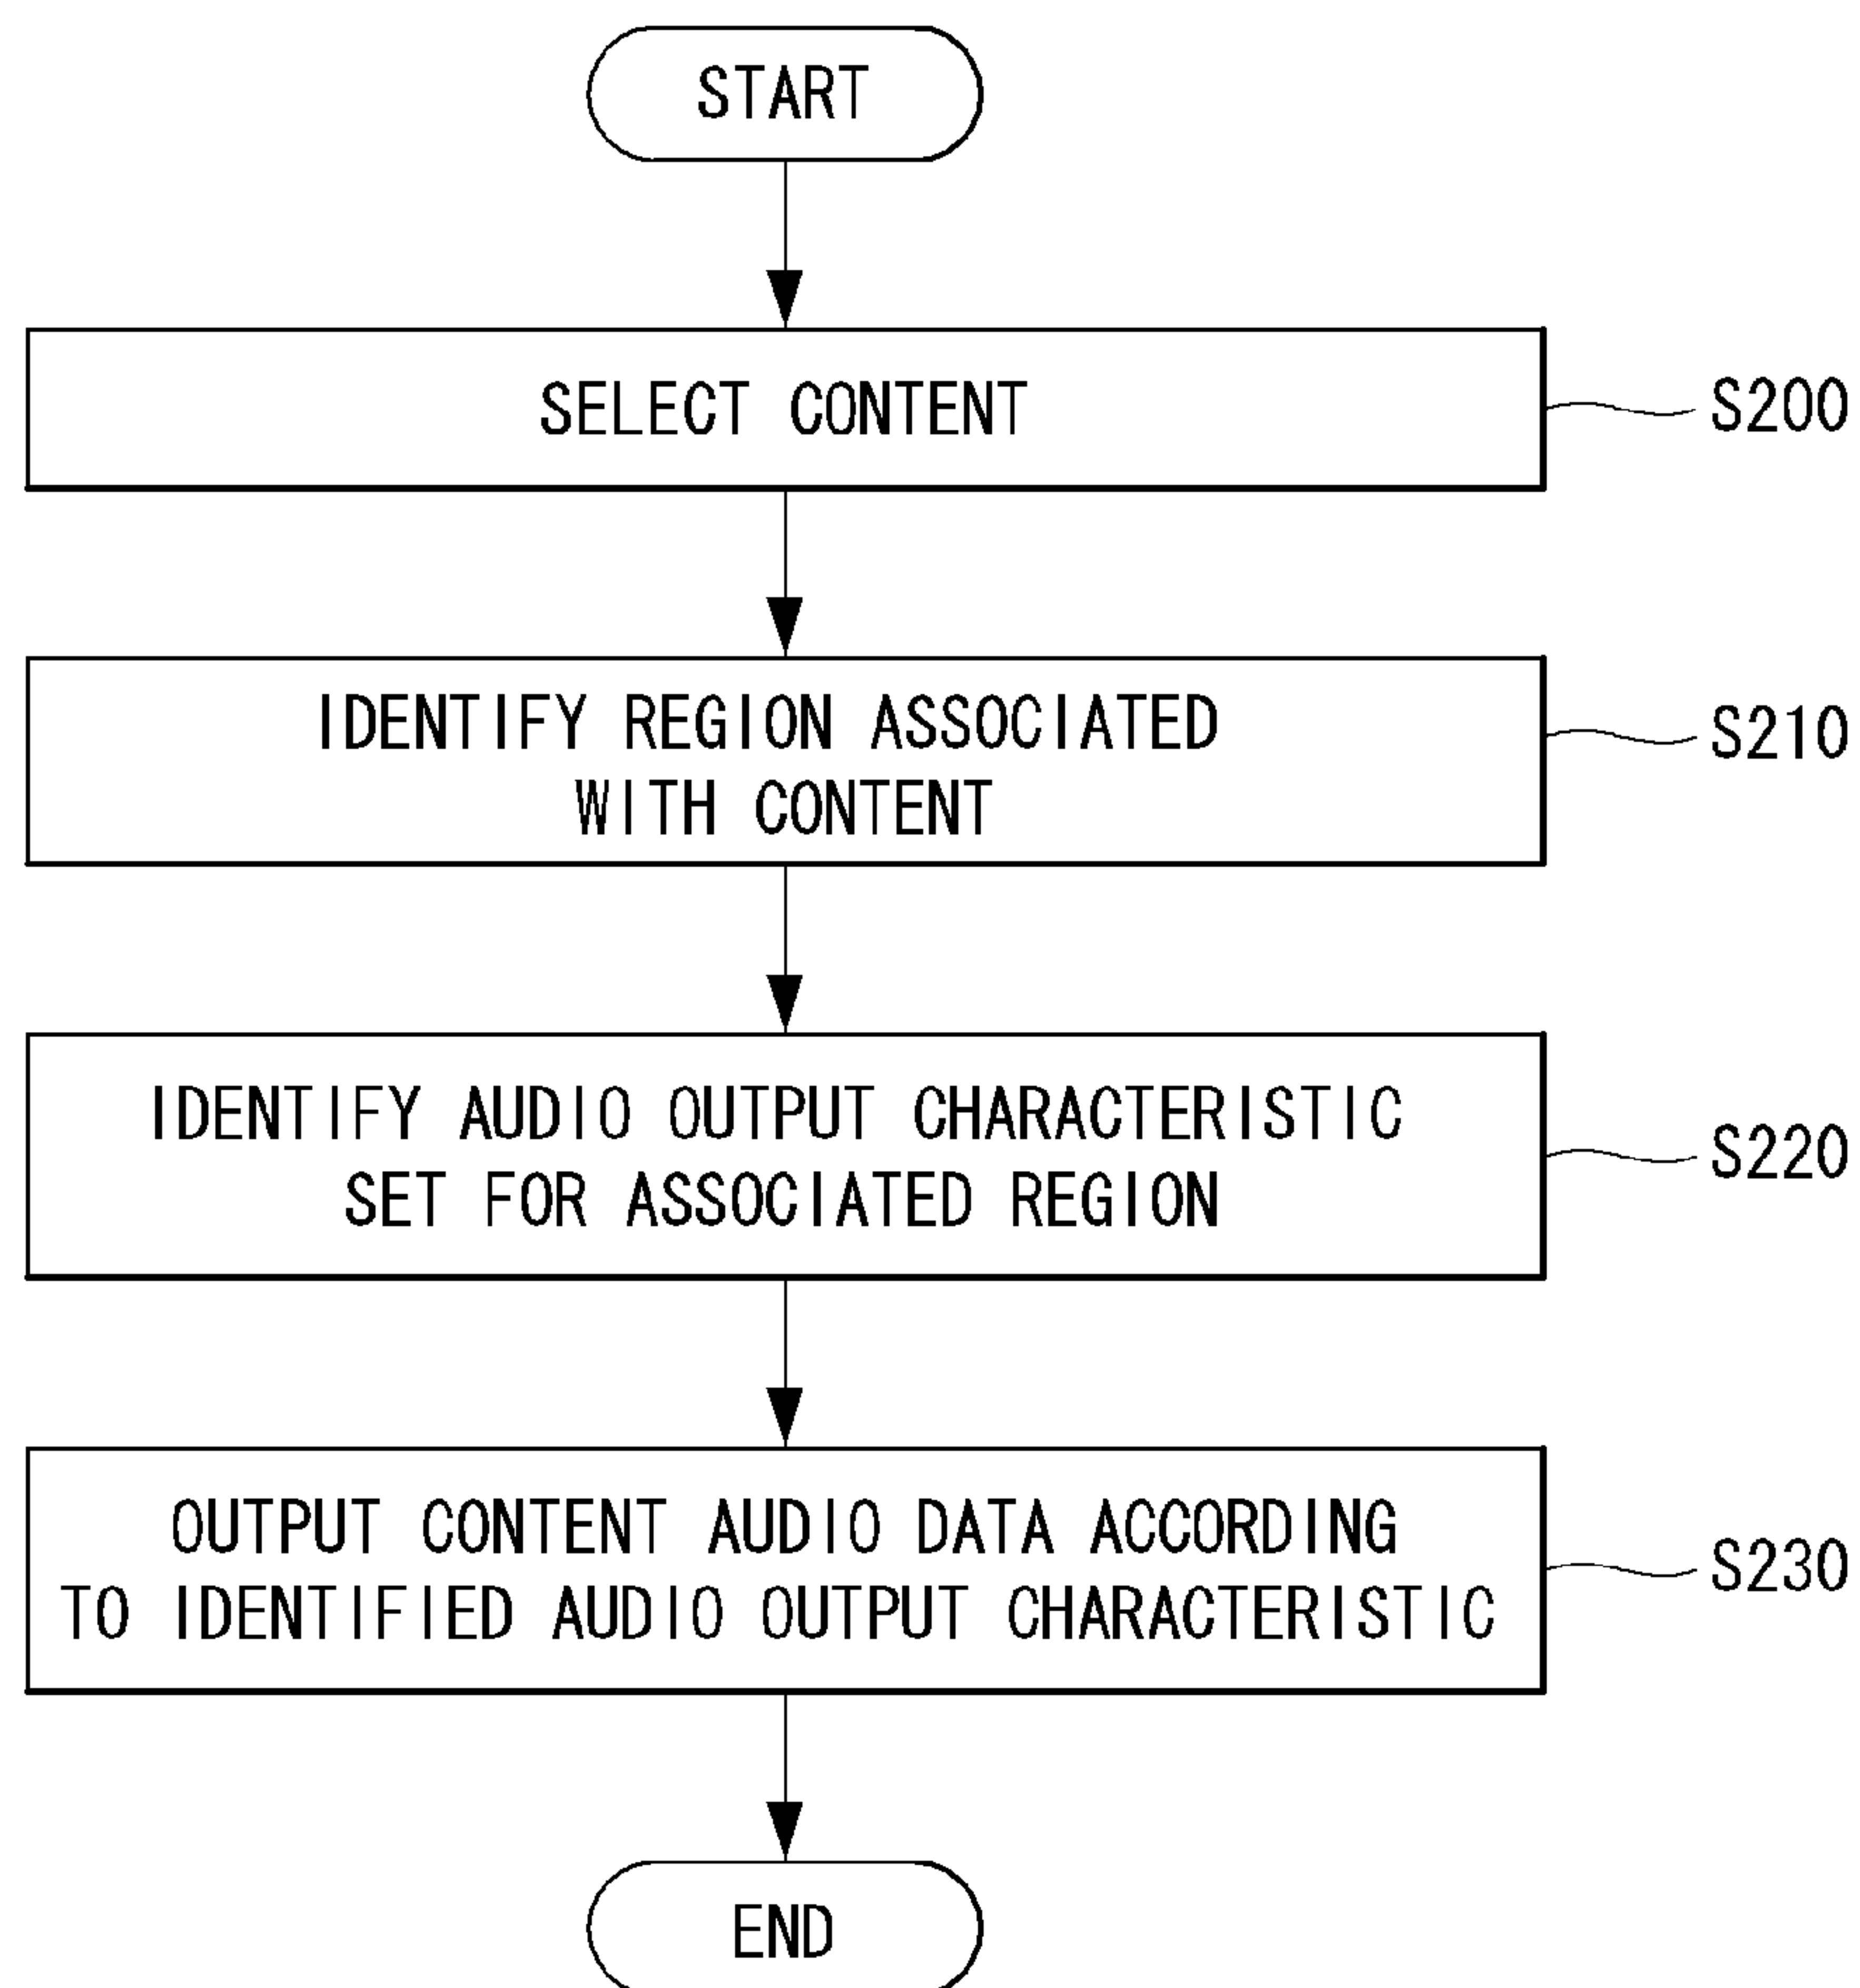 START
SELECT CONTENT
S200
IDENTIFY REGION ASSOCIATED
WITH CONTENT
S210
IDENTIFY AUDIO OUTPUT CHARACTERISTIC
SET FOR ASSOCIATED REGION
S220
OUTPUT CONTENT AUDIO DATA ACCORDING
TO IDENTIFIED AUDIO OUTPUT CHARACTERISTIC
S230
END